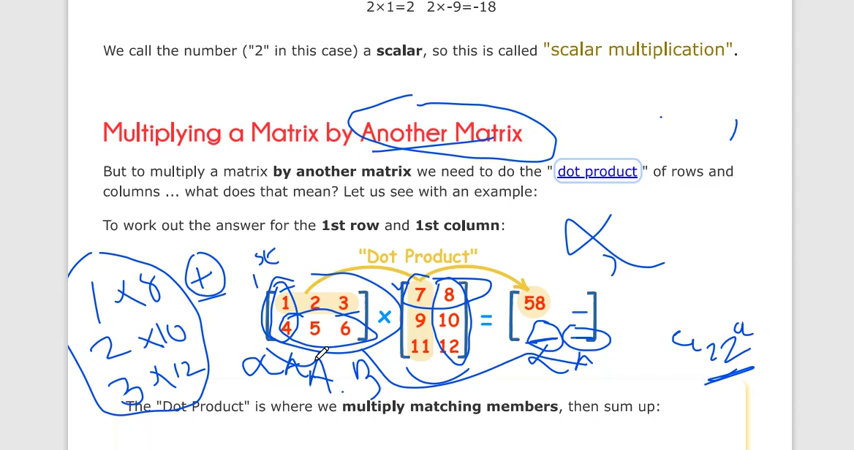 2×1=2 2×-9=-18
We call the number ("2" in this case) a scalar, so this is called "scalar multiplication".
Multiplying a Matrix by Another Matrix
But to multiply a matrix by another matrix we need to do the "dot product" of rows and
columns ... what does that mean? Let us see with an example:
To work out the answer for the 1st row and 1st column:
"Dot Product"
1 × 8 +
2 × 10
3 × 12
1 2 3
4 5 6
×
7 8
9 10
11 12
=
58
A . B
The "Dot Product" is where we multiply matching members, then sum up: